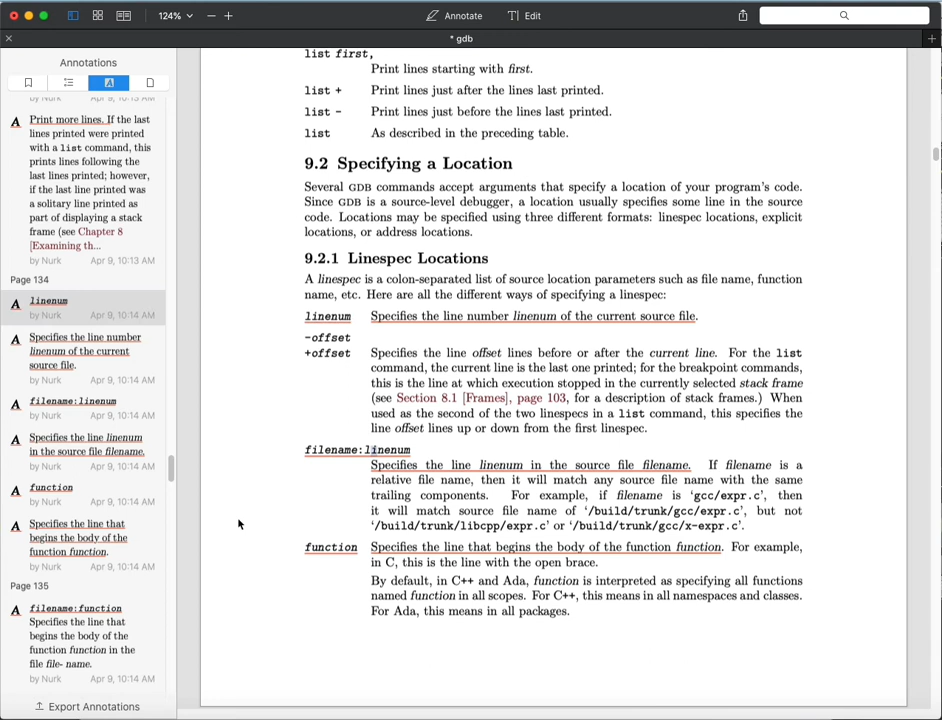 124%
Annotate
Edit
* gdb
Annotations
by Nurk Apr 9, 10:13 AM
Print more lines. If the last
lines printed were printed
with a list command, this
prints lines following the
last lines printed; however,
if the last line printed was
a solitary line printed as
part of displaying a stack
frame (see Chapter 8
[Examining th...
by Nurk Apr 9, 10:13 AM
Page 134
linenum
by Nurk Apr 9, 10:14 AM
Specifies the line number
linenum of the current
source file.
by Nurk Apr 9, 10:14 AM
filename:linenum
by Nurk Apr 9, 10:14 AM
Specifies the line linenum
in the source file filename.
by Nurk Apr 9, 10:14 AM
function
by Nurk Apr 9, 10:14 AM
Specifies the line that
begins the body of the
function function.
by Nurk Apr 9, 10:14 AM
Page 135
filename:function
Specifies the line that
begins the body of the
function function in the
file file- name.
by Nurk Apr 9, 10:14 AM
Export Annotations
list first,
Print lines starting with first.
list + Print lines just after the lines last printed.
list - Print lines just before the lines last printed.
list As described in the preceding table.
9.2 Specifying a Location
Several GDB commands accept arguments that specify a location of your program's code.
Since GDB is a source-level debugger, a location usually specifies some line in the source
code. Locations may be specified using three different formats: linespec locations, explicit
locations, or address locations.
9.2.1 Linespec Locations
A linespec is a colon-separated list of source location parameters such as file name, function
name, etc. Here are all the different ways of specifying a linespec:
linenum Specifies the line number linenum of the current source file.
-offset
+offset Specifies the line offset lines before or after the current line. For the list
command, the current line is the last one printed; for the breakpoint commands,
this is the line at which execution stopped in the currently selected stack frame
(see Section 8.1 [Frames], page 103, for a description of stack frames.) When
used as the second of the two linespecs in a list command, this specifies the
line offset lines up or down from the first linespec.
filename:linenum
Specifies the line linenum in the source file filename. If filename is a
relative file name, then it will match any source file name with the same
trailing components. For example, if filename is 'gcc/expr.c', then
it will match source file name of '/build/trunk/gcc/expr.c', but not
'/build/trunk/libcpp/expr.c' or '/build/trunk/gcc/x-expr.c'.
function Specifies the line that begins the body of the function function. For example,
in C, this is the line with the open brace.
By default, in C++ and Ada, function is interpreted as specifying all functions
named function in all scopes. For C++, this means in all namespaces and classes.
For Ada, this means in all packages.